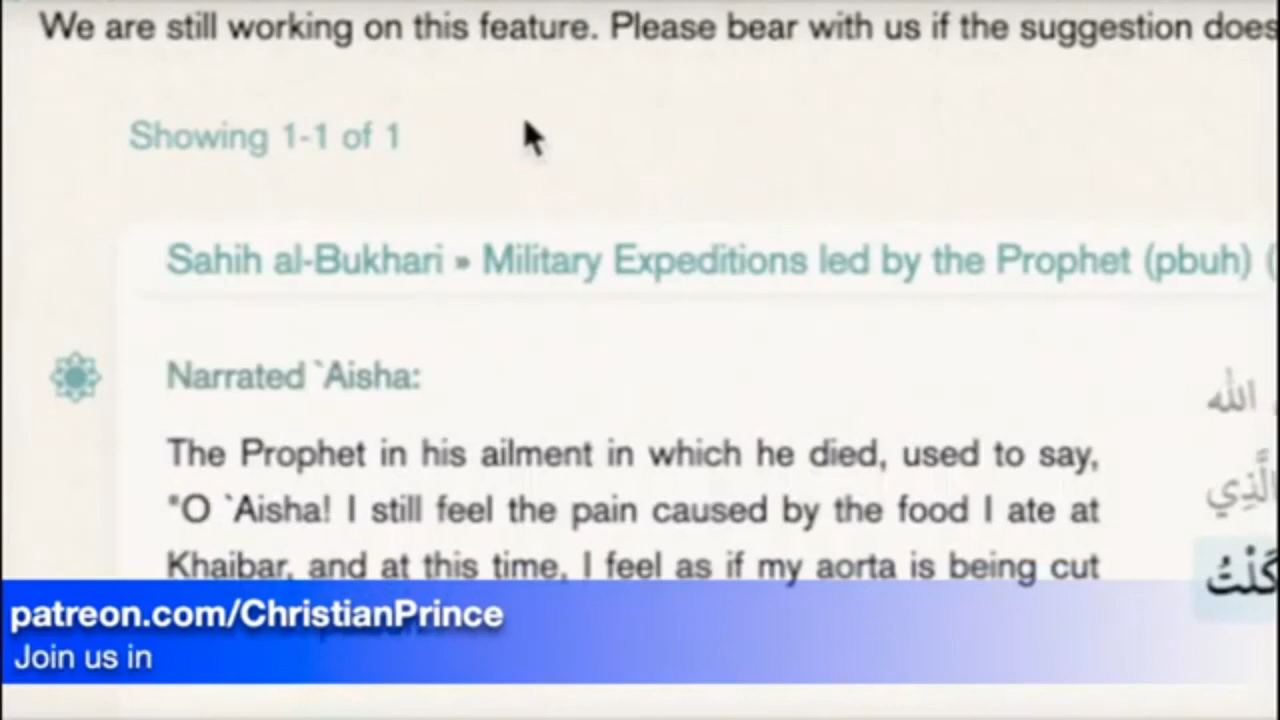 We are still working on this feature. Please bear with us if the suggestion does
Showing 1-1 of 1
Sahih al-Bukhari » Military Expeditions led by the Prophet (pbuh) (
Narrated `Aisha:
The Prophet in his ailment in which he died, used to say,
"O `Aisha! I still feel the pain caused by the food I ate at
Khaibar, and at this time, I feel as if my aorta is being cut
الله
الَّذِي
patreon.com/ChristianPrince
Join us in